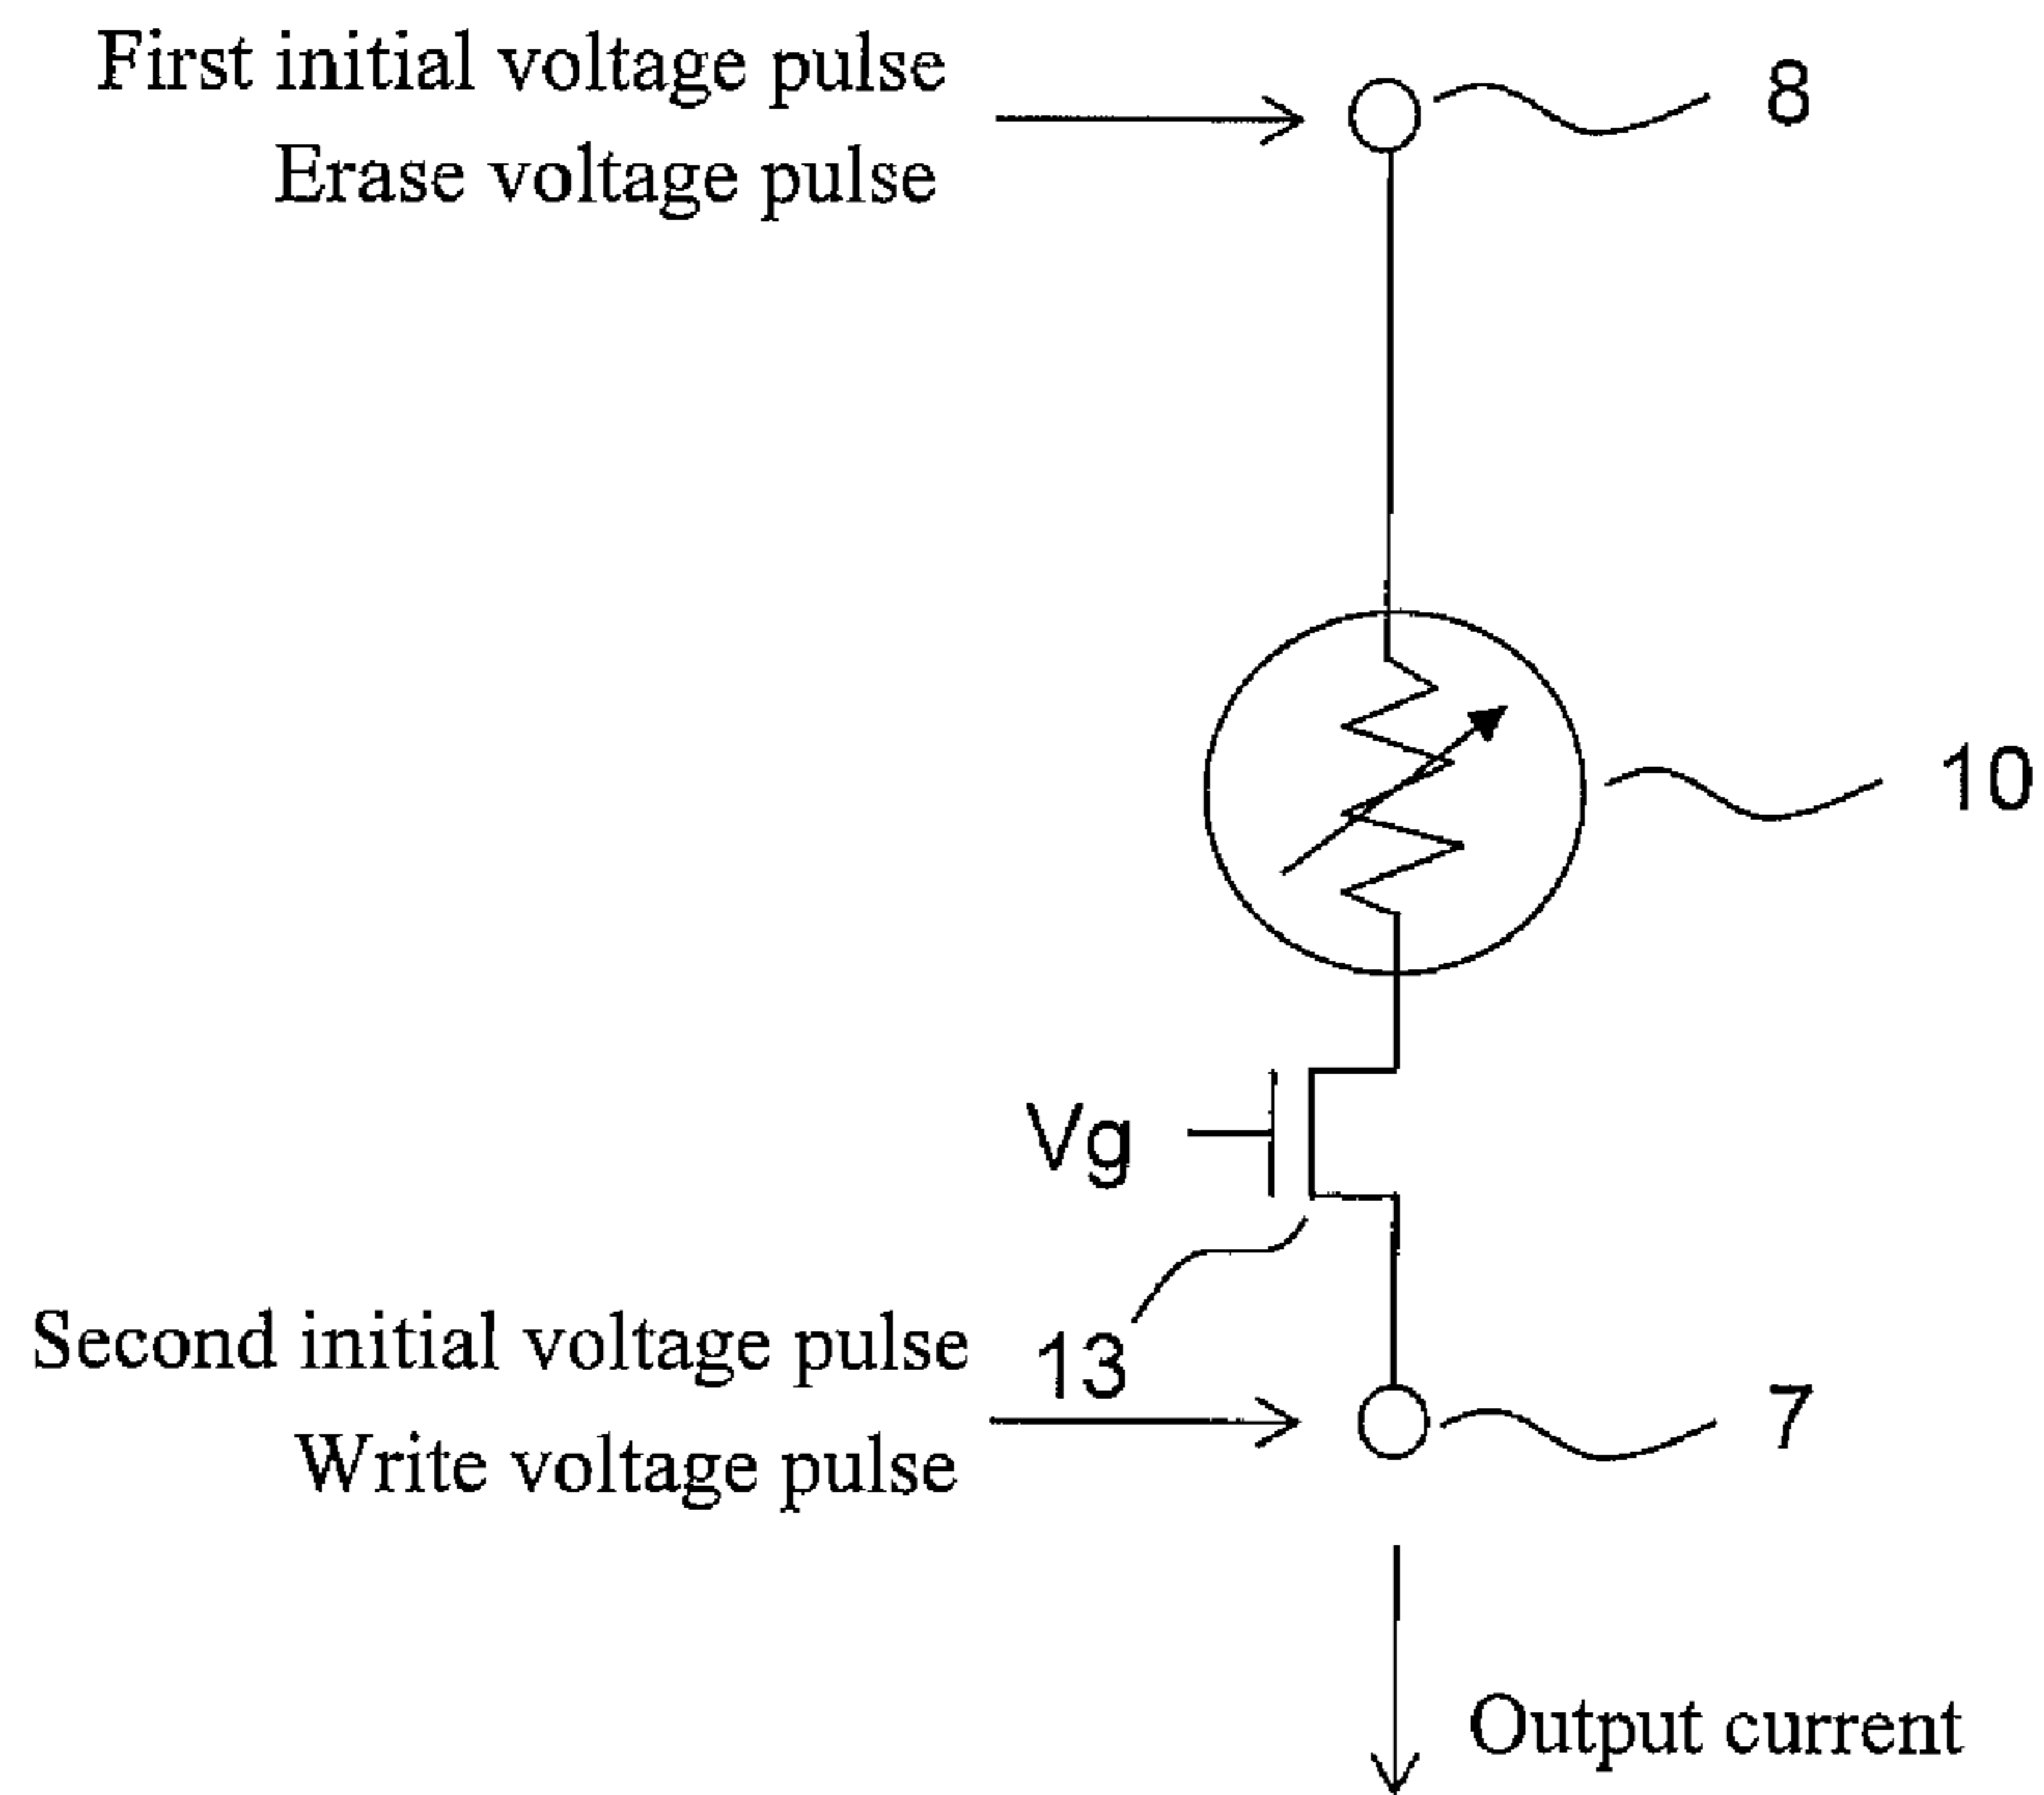 First initial voltage pulse
Erase voltage pulse
8
10
Vg
Second initial voltage pulse
13
Write voltage pulse
7
Output current